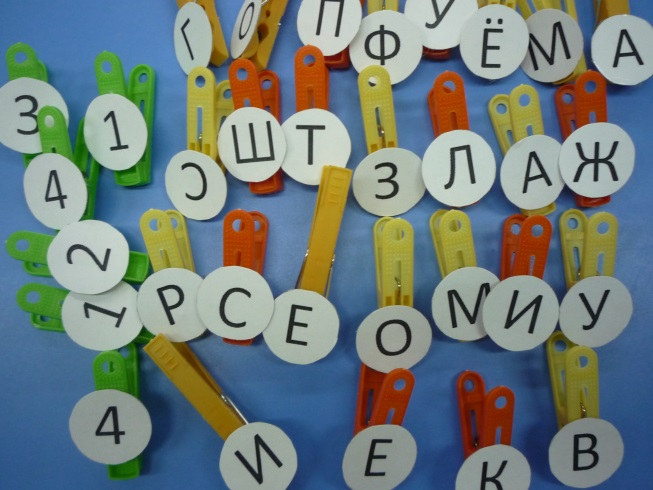 Г О П Ф У Ё М А
3 1 С Ш Т З Л А Ж
4
2 Р С Е О М И У
1
4 И Е К В